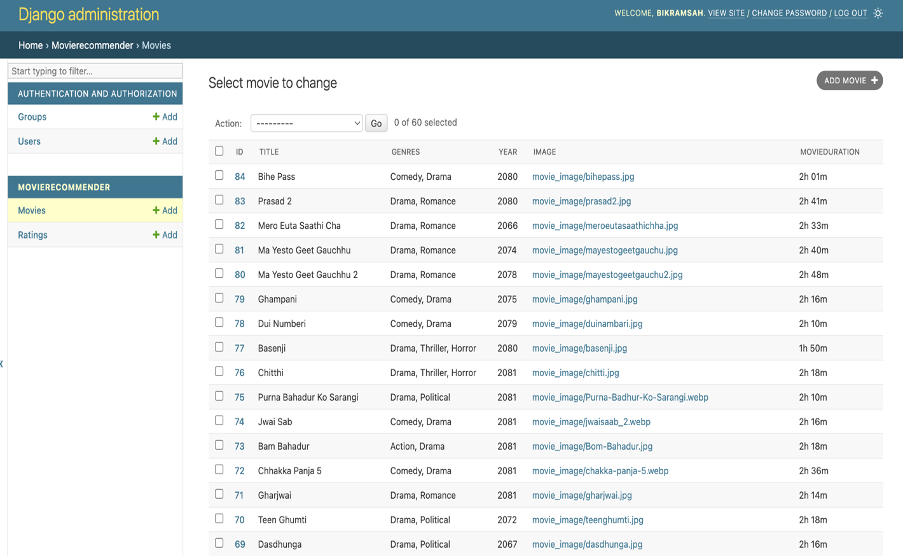 Django administration
WELCOME, BIKRAMSAH. VIEW SITE / CHANGE PASSWORD / LOG OUT
Home › Movierecommender › Movies
Start typing to filter...
AUTHENTICATION AND AUTHORIZATION
Groups + Add
Users + Add
MOVIERECOMMENDER
Movies + Add
Ratings + Add
Select movie to change
ADD MOVIE +
Action: --------- Go 0 of 60 selected
ID TITLE GENRES YEAR IMAGE MOVIEDURATION
84 Bihe Pass Comedy, Drama 2080 movie_image/bihepass.jpg 2h 01m
83 Prasad 2 Drama, Romance 2080 movie_image/prasad2.jpg 2h 41m
82 Mero Euta Saathi Cha Drama, Romance 2066 movie_image/meroeutasaathichha.jpg 2h 33m
81 Ma Yesto Geet Gauchhu Drama, Romance 2074 movie_image/mayestogeetgauchu.jpg 2h 40m
80 Ma Yesto Geet Gauchhu 2 Drama, Romance 2078 movie_image/mayestogeetgauchu2.jpg 2h 48m
79 Ghampani Comedy, Drama 2075 movie_image/ghampani.jpg 2h 16m
78 Dui Numberi Comedy, Drama 2079 movie_image/duinambari.jpg 2h 10m
77 Basenji Drama, Thriller, Horror 2080 movie_image/basenji.jpg 1h 50m
76 Chitthi Drama, Thriller, Horror 2081 movie_image/chitti.jpg 2h 18m
75 Purna Bahadur Ko Sarangi Drama, Political 2081 movie_image/Purna-Badhur-Ko-Sarangi.webp 2h 10m
74 Jwai Sab Comedy, Drama 2081 movie_image/jwaisaab_2.webp 2h 16m
73 Bam Bahadur Action, Drama 2081 movie_image/Bom-Bahadur.jpg 2h 18m
72 Chhakka Panja 5 Comedy, Drama 2081 movie_image/chakka-panja-5.webp 2h 36m
71 Gharjwai Drama, Romance 2081 movie_image/gharjwai.jpg 2h 14m
70 Teen Ghumti Drama, Political 2072 movie_image/teenghumti.jpg 2h 18m
69 Dasdhunga Drama, Political 2067 movie_image/dasdhunga.jpg 2h 16m